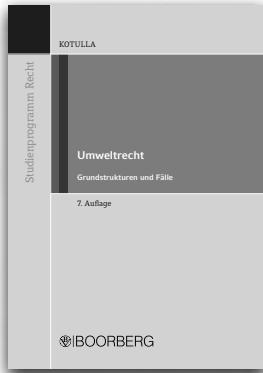 KOTULLA
Studienprogramm Recht
Umweltrecht
Grundstrukturen und Fälle
7. Auflage
BOORBERG